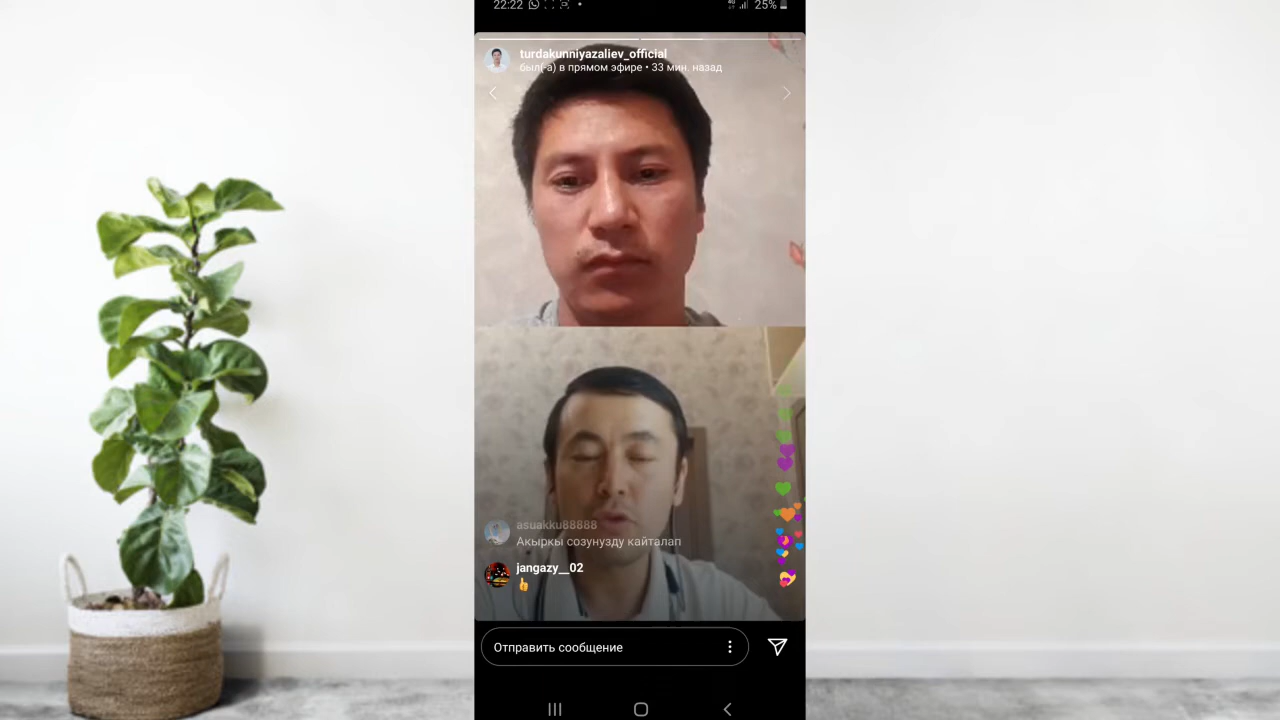 22:22
25%
turdakunniyazaliev_official
был(-а) в прямом эфире • 33 мин. назад
asuakku88888
Акыркы созунузду кайталап
jangazy__02
Отправить сообщение